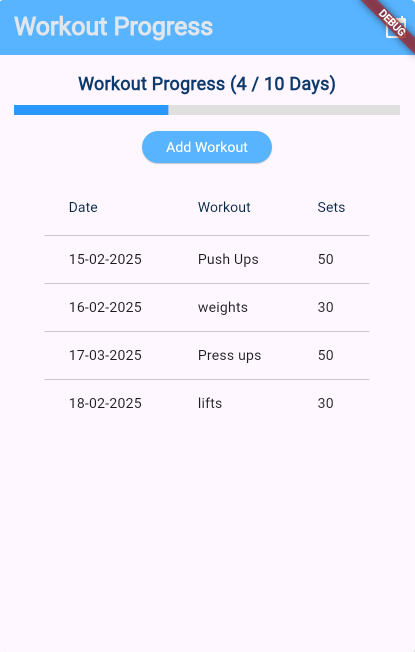 Workout Progress
DEBUG
Workout Progress (4 / 10 Days)
Add Workout
Date Workout Sets
15-02-2025 Push Ups 50
16-02-2025 weights 30
17-03-2025 Press ups 50
18-02-2025 lifts 30